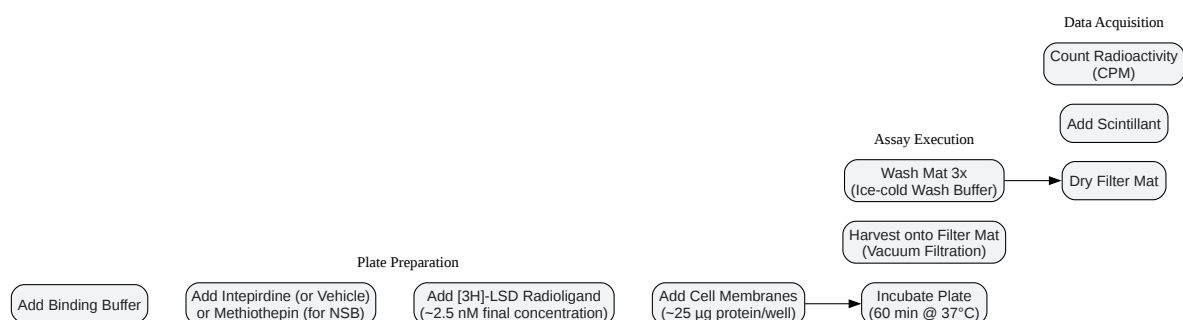 Plate Preparation
Add Binding Buffer
Add Intepirdine (or Vehicle)
or Methiothepin (for NSB)
Add [3H]-LSD Radioligand
(~2.5 nM final concentration)
Add Cell Membranes
(~25 µg protein/well)
Assay Execution
Wash Mat 3x
(Ice-cold Wash Buffer)
Harvest onto Filter Mat
(Vacuum Filtration)
Incubate Plate
(60 min @ 37°C)
Data Acquisition
Count Radioactivity
(CPM)
Add Scintillant
Dry Filter Mat